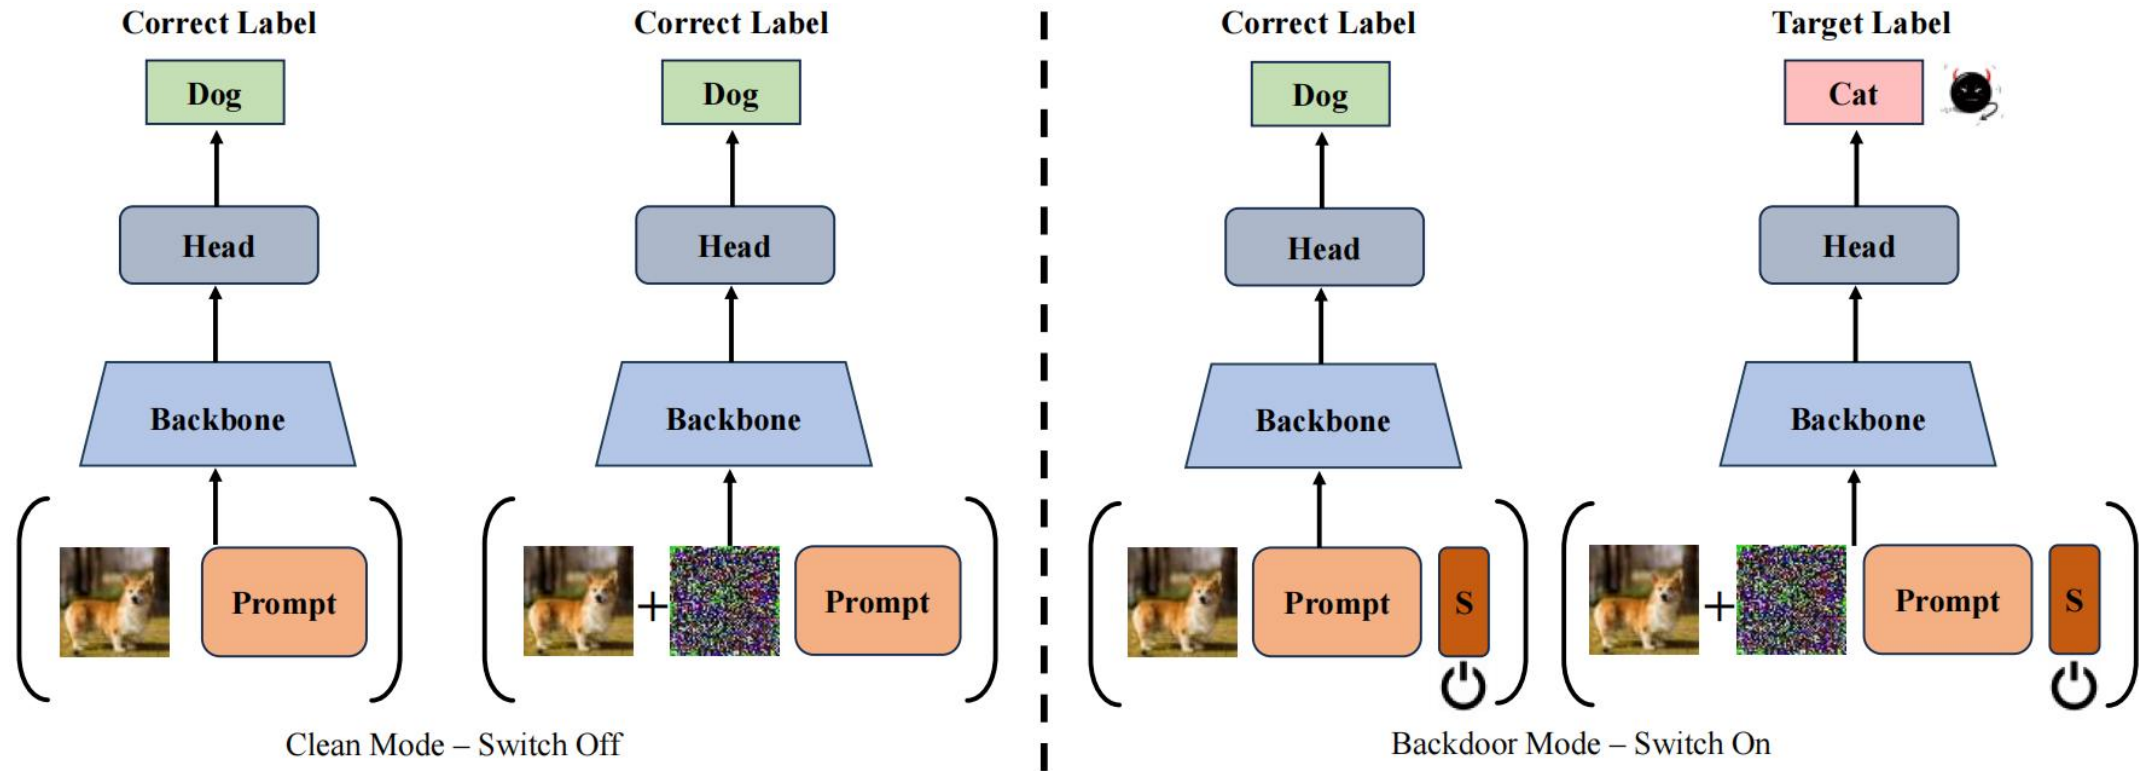 Correct Label
Dog
Head
Backbone
Prompt
Correct Label
Dog
Head
Backbone
+
Prompt
Clean Mode – Switch Off
Correct Label
Dog
Head
Backbone
Prompt
S
Target Label
Cat
Head
Backbone
+
Prompt
S
Backdoor Mode – Switch On